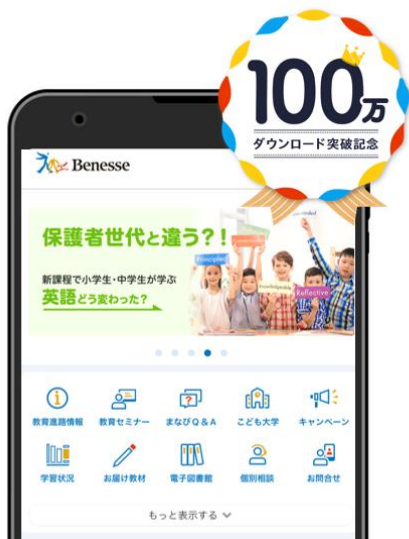 100万
ダウンロード突破記念
Benesse
保護者世代と違う?!
新課程で小学生・中学生が学ぶ
英語どう変わった?
Principled
Knowledgeable
Reflective
教育進路情報
教育セミナー
まなびQ&A
こども大学
キャンペーン
学習状況
お届け教材
電子図書館
個別相談
お問合せ
もっと表示する